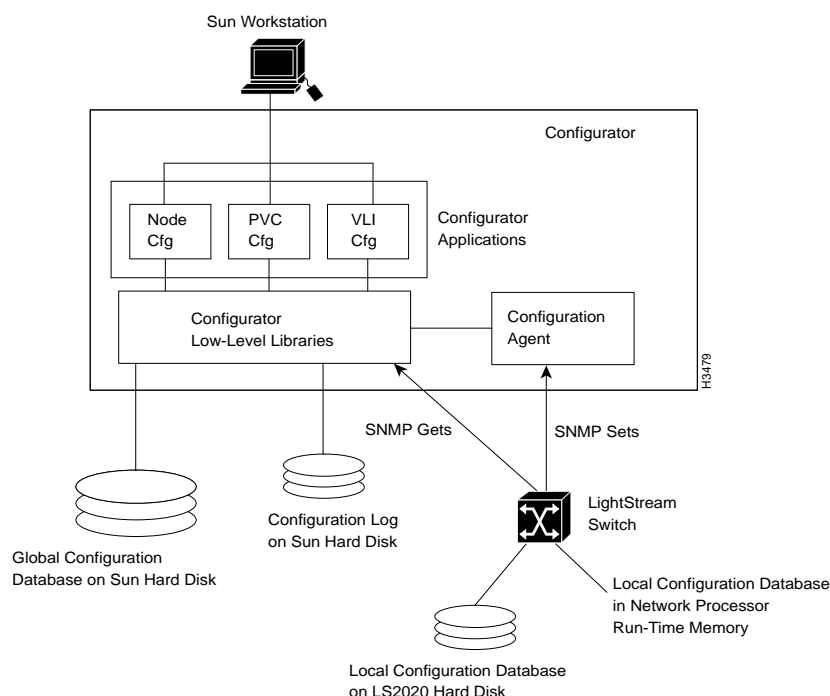 Sun Workstation
Configurator
Node
Cfg
PVC
Cfg
VLI
Cfg
Configurator
Applications
Configurator
Low-Level Libraries
Configuration
Agent
H3479
SNMP Gets
SNMP Sets
LightStream
Switch
Configuration Log
on Sun Hard Disk
Global Configuration
Database on Sun Hard Disk
Local Configuration Database
in Network Processor
Run-Time Memory
Local Configuration Database
on LS2020 Hard Disk